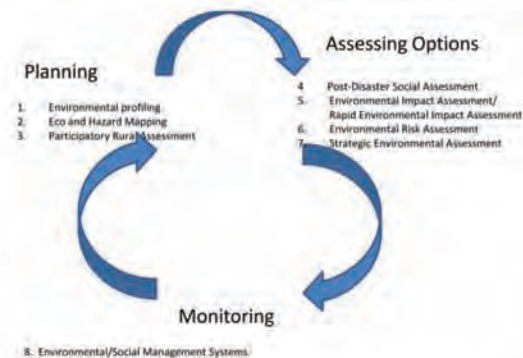 Planning
1. Environmental profiling
2. Eco and Hazard Mapping
3. Participatory Rural Assessment
Assessing Options
4 Post-Disaster Social Assessment
5. Environmental Impact Assessment/
Rapid Environmental Impact Assessment
6. Environmental Risk Assessment
7. Strategic Environmental Assessment
Monitoring
8. Environmental/Social Management Systems